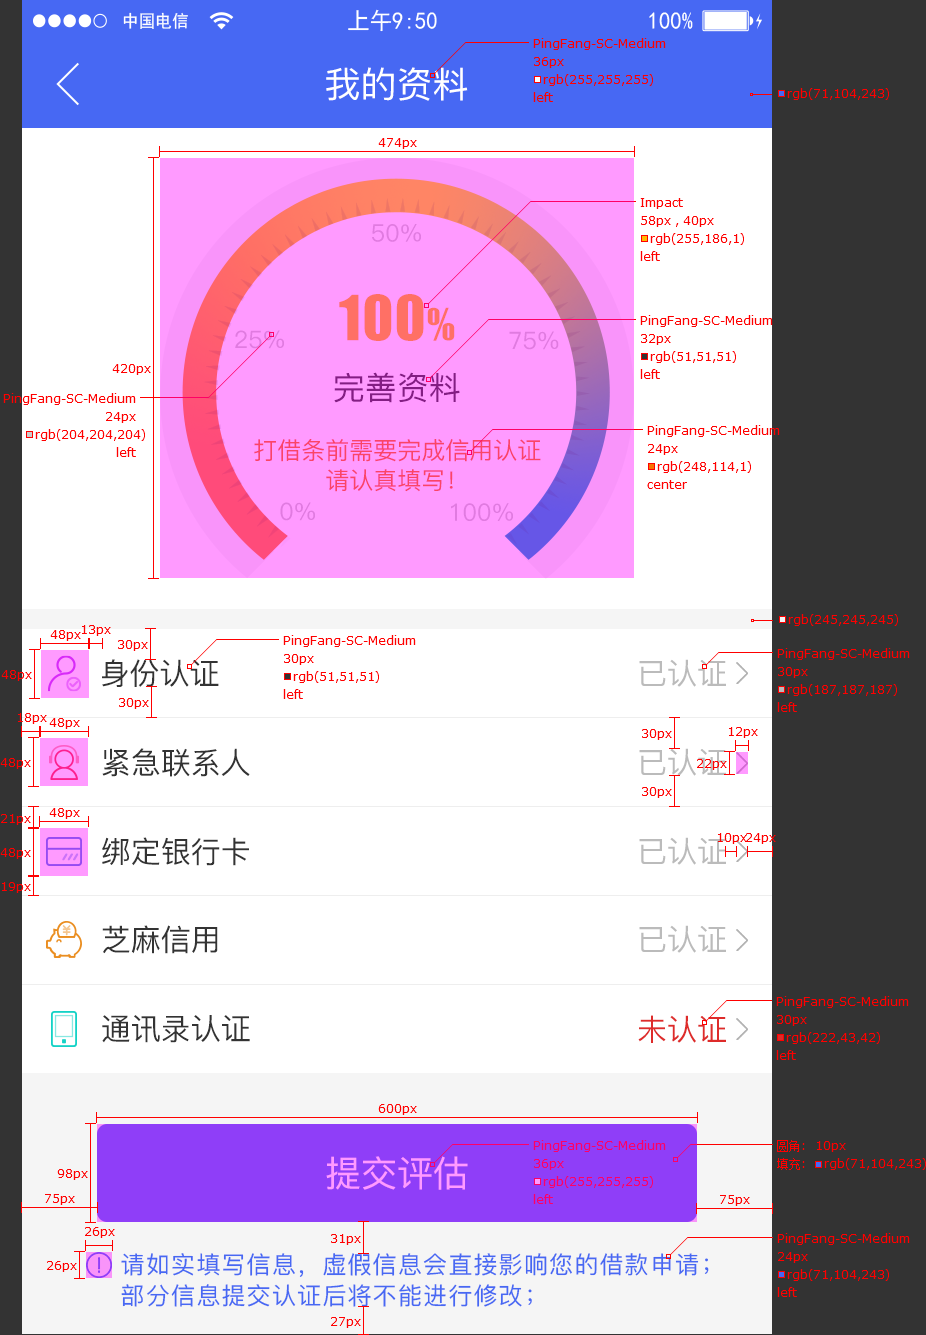 中国电信 上午9:50 100%
我的资料
PingFang-SC-Medium
36px
rgb(255,255,255)
left
rgb(71,104,243)
474px
Impact
58px , 40px
rgb(255,186,1)
left
50%
100%
25%
75%
PingFang-SC-Medium
32px
rgb(51,51,51)
left
420px
完善资料
PingFang-SC-Medium
24px
rgb(204,204,204)
left
打借条前需要完成信用认证
请认真填写！
PingFang-SC-Medium
24px
rgb(248,114,1)
center
0%
100%
rgb(245,245,245)
48px
13px
30px
48px
身份认证
PingFang-SC-Medium
30px
rgb(51,51,51)
left
已认证
PingFang-SC-Medium
30px
rgb(187,187,187)
left
30px
18px
48px
48px
紧急联系人
30px
已认证
12px
22px
30px
21px
48px
48px
绑定银行卡
已认证
10px
24px
19px
芝麻信用
已认证
通讯录认证
未认证
PingFang-SC-Medium
30px
rgb(222,43,42)
left
600px
98px
提交评估
PingFang-SC-Medium
36px
rgb(255,255,255)
left
圆角： 10px
填充： rgb(71,104,243)
75px
75px
26px
31px
26px
请如实填写信息，虚假信息会直接影响您的借款申请；
部分信息提交认证后将不能进行修改；
PingFang-SC-Medium
24px
rgb(71,104,243)
left
27px